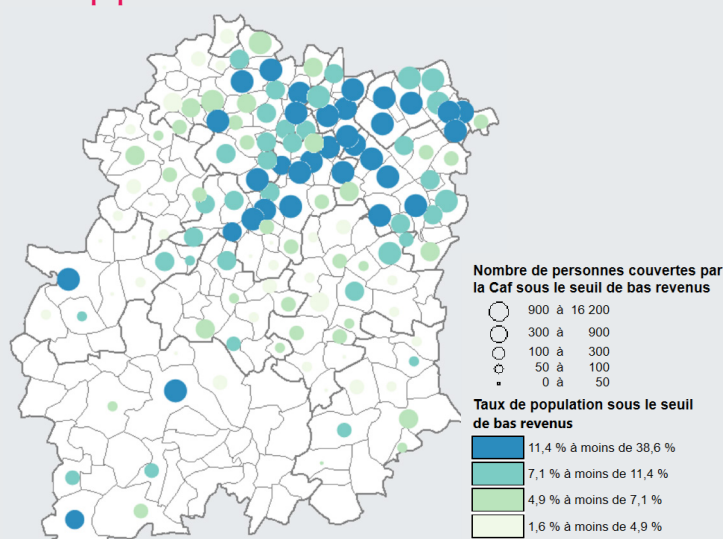 Nombre de personnes couvertes par
la Caf sous le seuil de bas revenus
900 à 16 200
300 à 900
100 à 300
50 à 100
0 à 50
Taux de population sous le seuil
de bas revenus
11,4 % à moins de 38,6 %
7,1 % à moins de 11,4 %
4,9 % à moins de 7,1 %
1,6 % à moins de 4,9 %